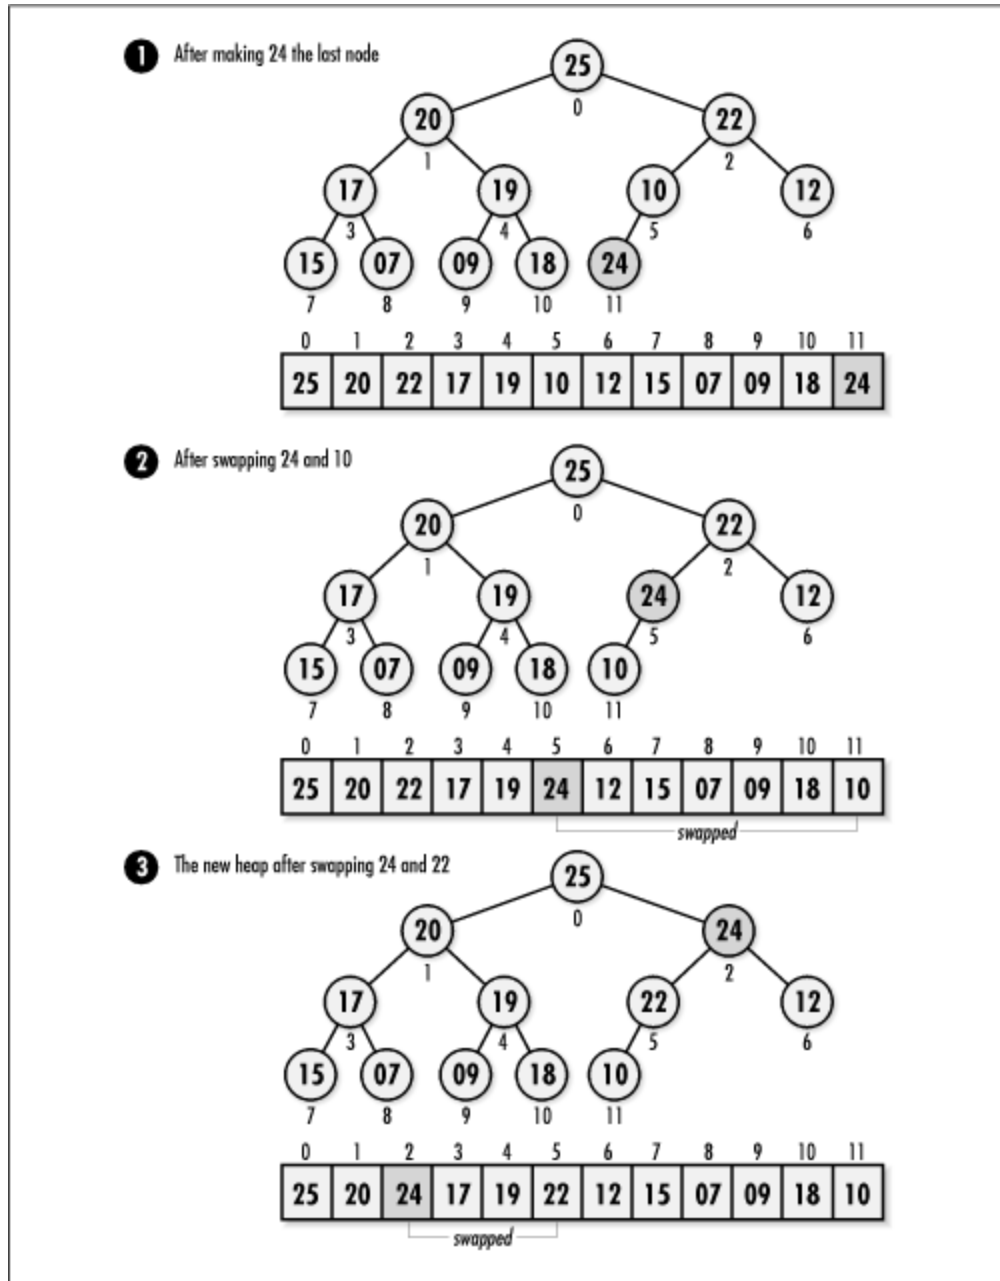 1 After making 24 the last node
25
0
20 22
1 2
17 19 10 12
3 4 5 6
15 07 09 18 24
7 8 9 10 11
0 1 2 3 4 5 6 7 8 9 10 11
25 20 22 17 19 10 12 15 07 09 18 24
2 After swapping 24 and 10
25
0
20 22
1 2
17 19 24 12
3 4 5 6
15 07 09 18 10
7 8 9 10 11
0 1 2 3 4 5 6 7 8 9 10 11
25 20 22 17 19 24 12 15 07 09 18 10
swapped
3 The new heap after swapping 24 and 22
25
0
20 24
1 2
17 19 22 12
3 4 5 6
15 07 09 18 10
7 8 9 10 11
0 1 2 3 4 5 6 7 8 9 10 11
25 20 24 17 19 22 12 15 07 09 18 10
swapped